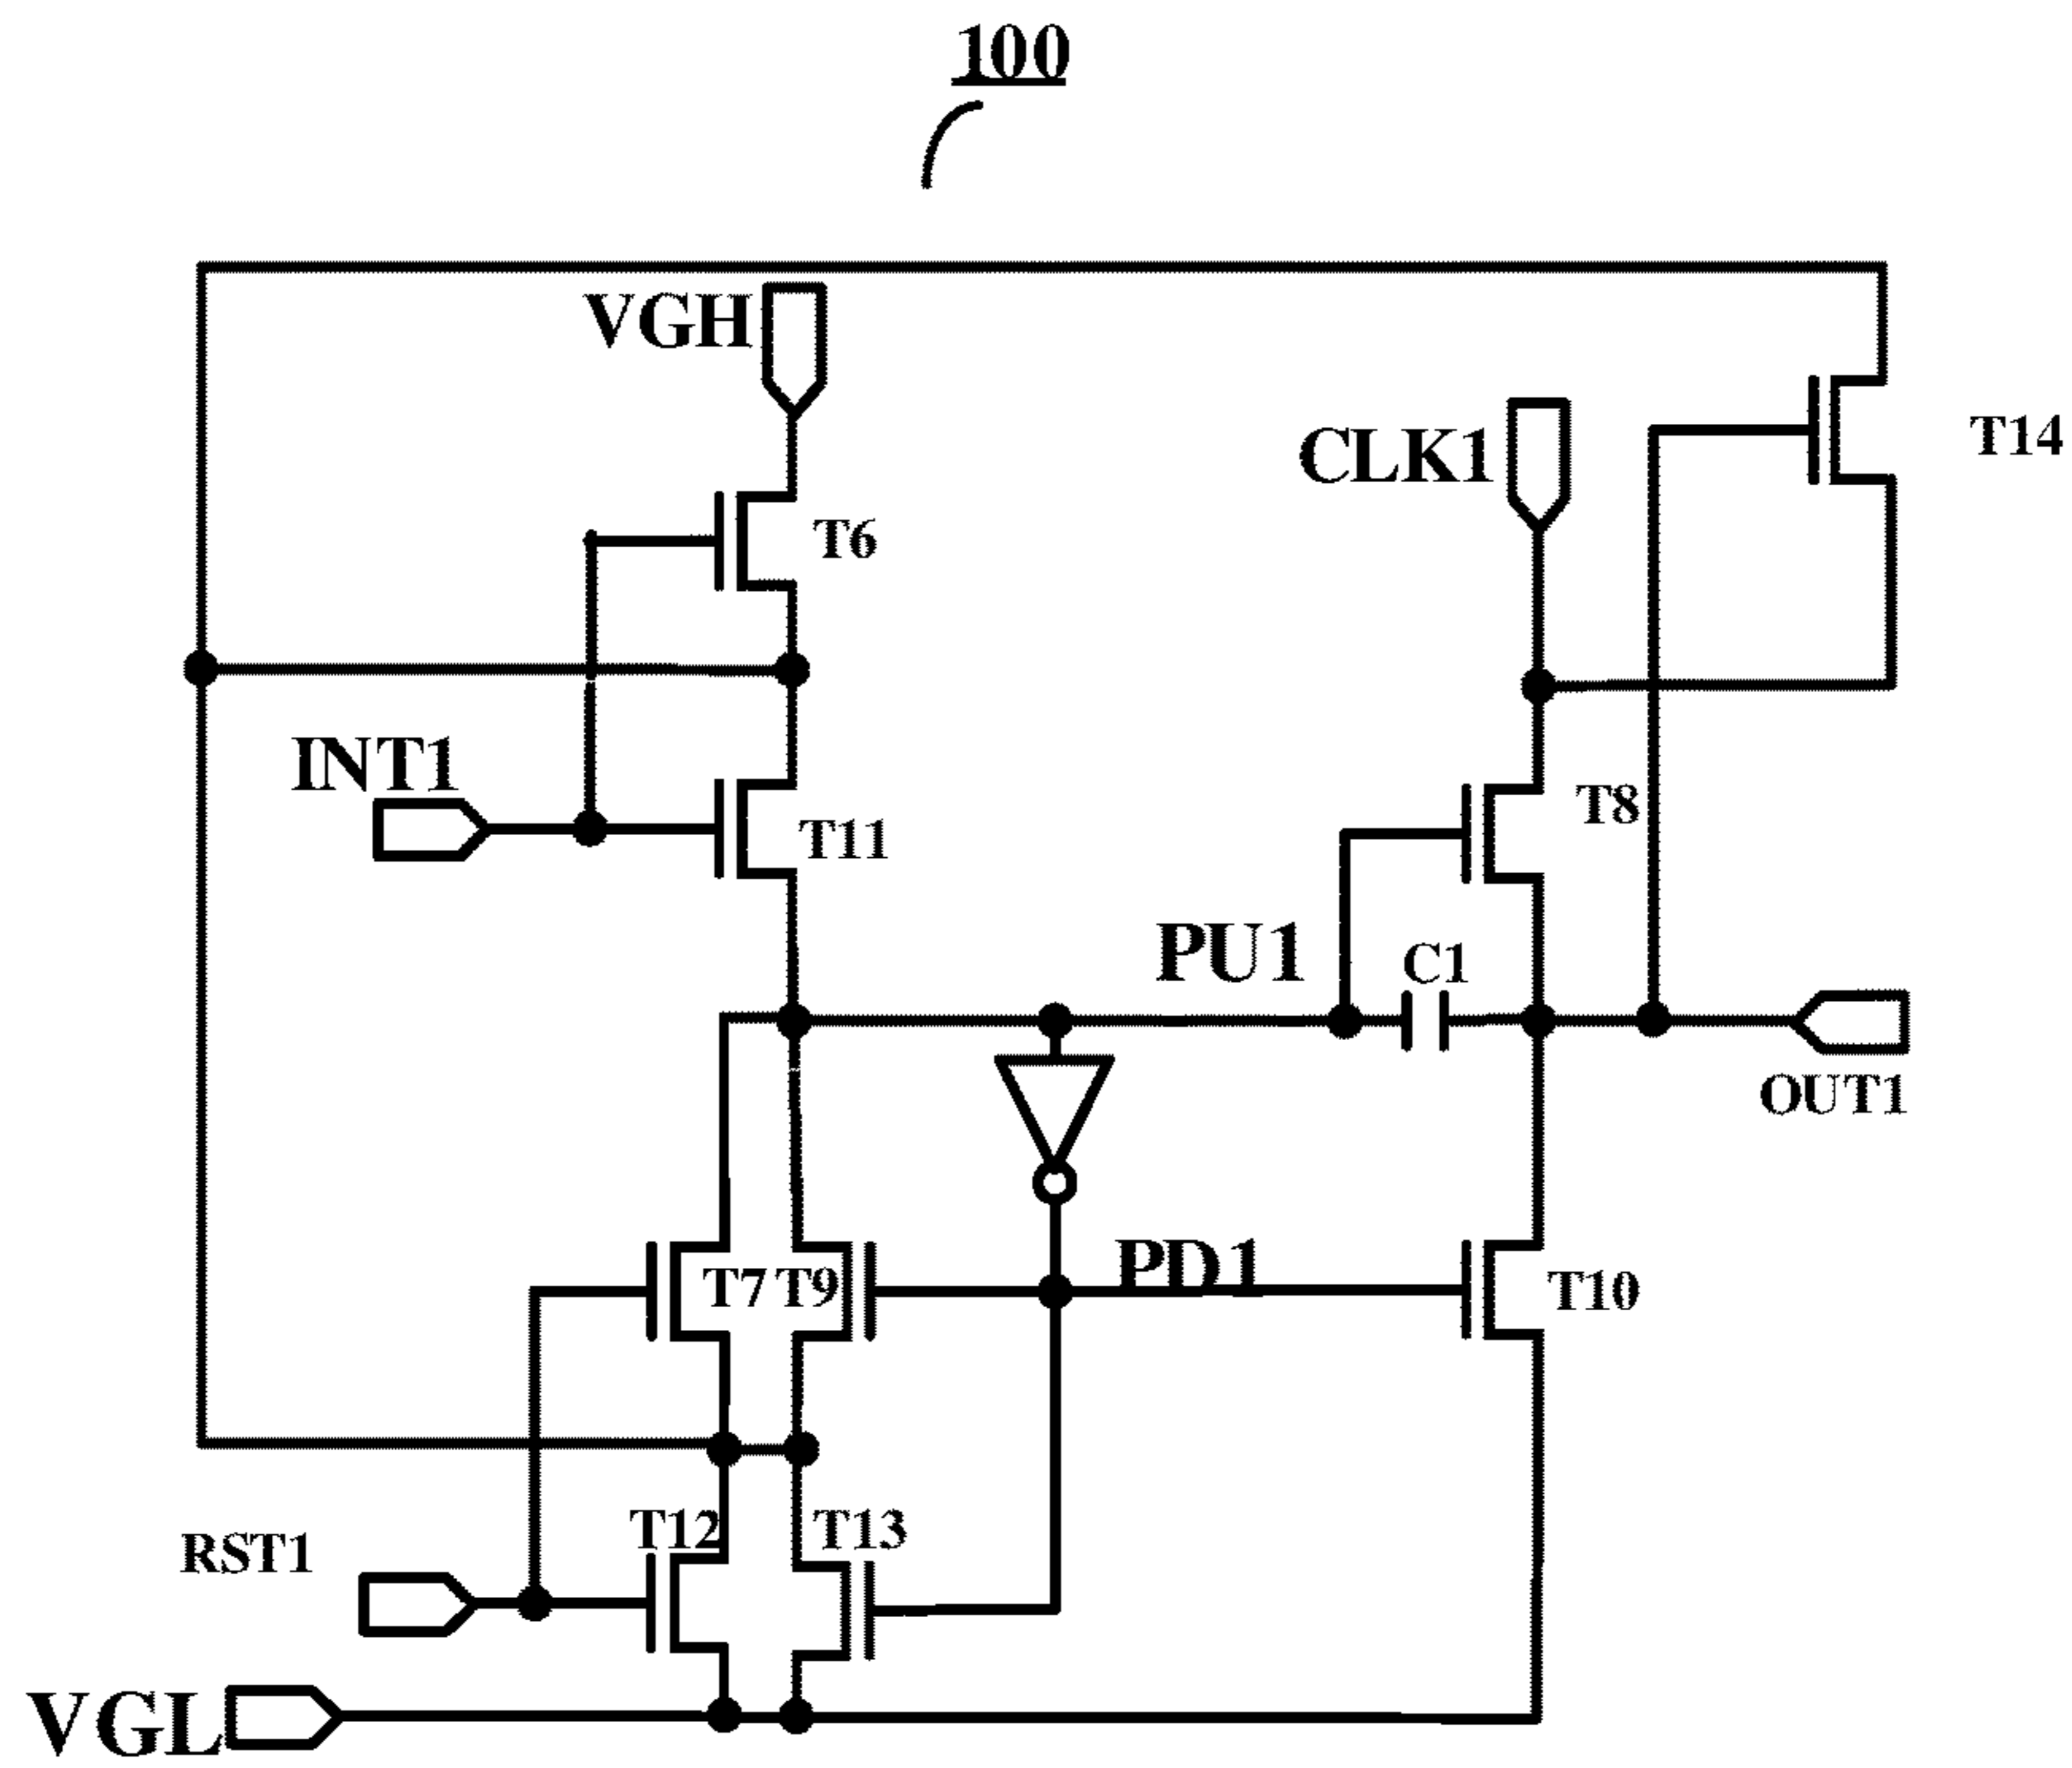 100
VGH
CLK1
T14
T6
INT1
T11
T8
PU1
C1
OUT1
T7
T9
PD1
T10
T12
T13
RST1
VGL